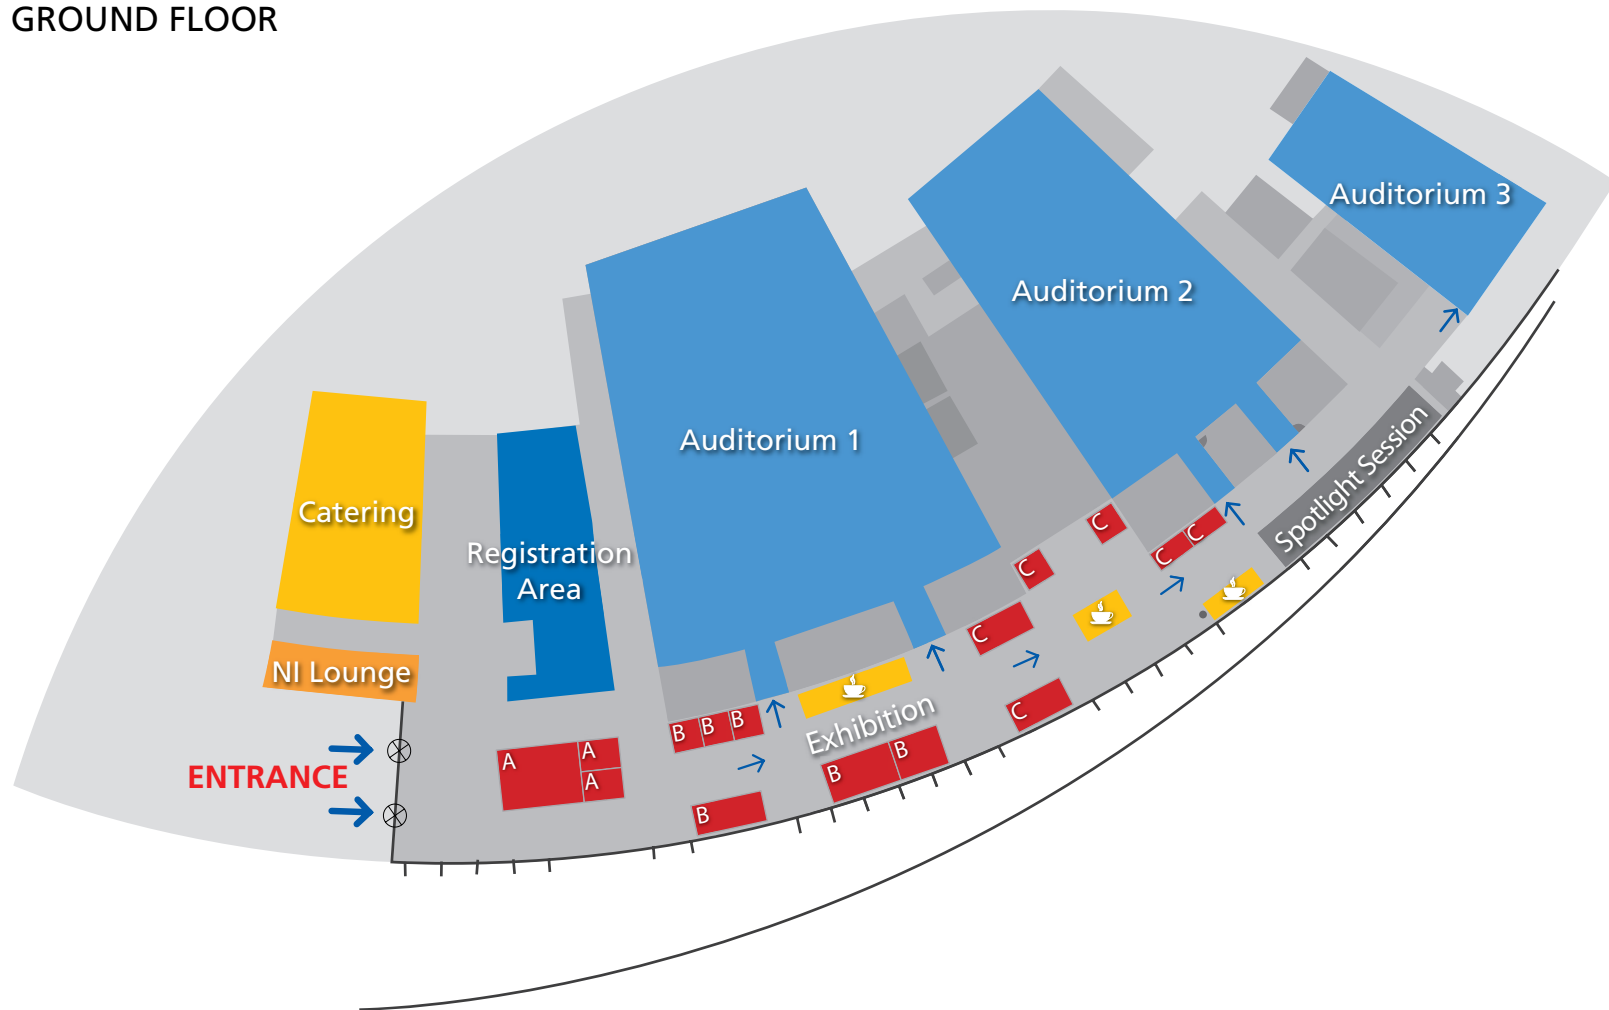 GROUND FLOOR
Auditorium 3
Auditorium 2
Auditorium 1
Catering
Registration
Area
NI Lounge
ENTRANCE
Spotlight Session
Exhibition
A
A
A
B
B
B
B
B
B
C
C
C
C
C
C